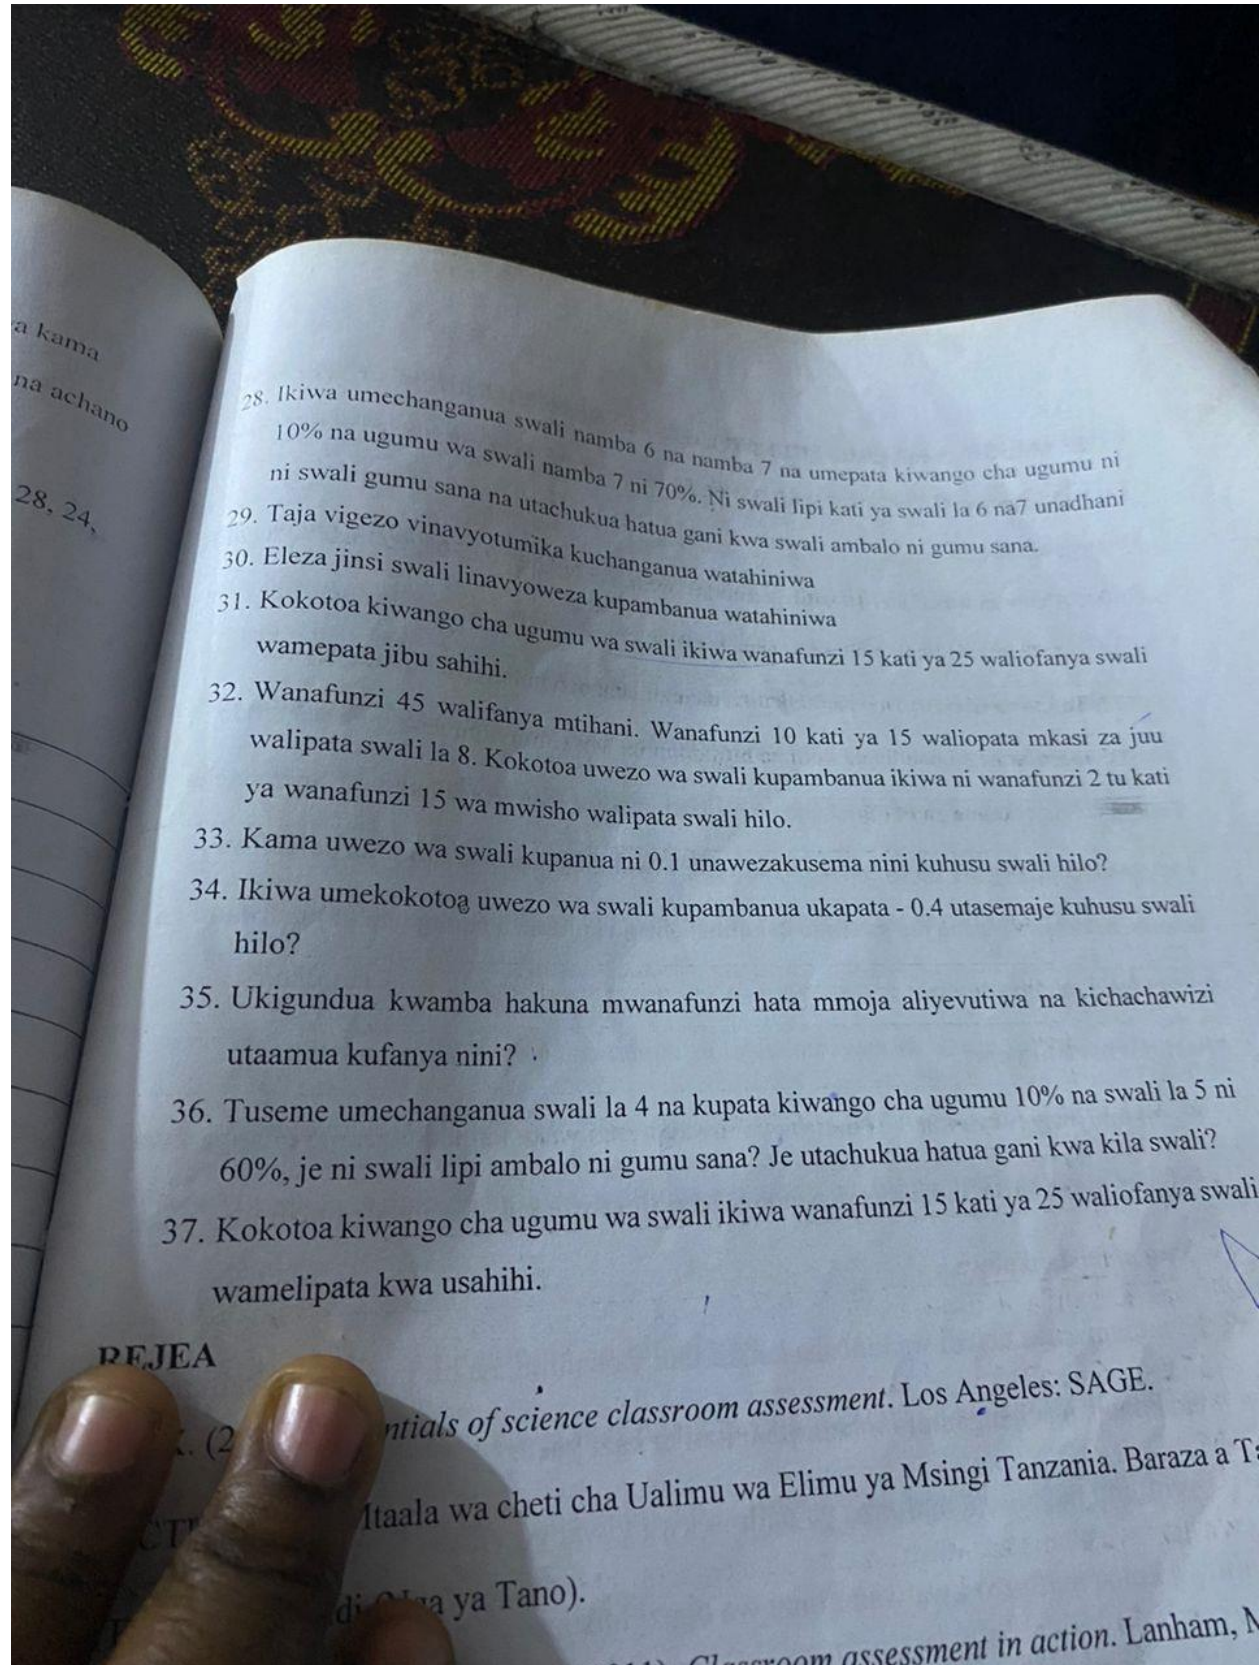 a kama
na achano
28, 24,
28. Ikiwa umechanganua swali namba 6 na namba 7 na umepata kiwango cha ugumu ni
10% na ugumu wa swali namba 7 ni 70%. Ni swali lipi kati ya swali la 6 na7 unadhani
ni swali gumu sana na utachukua hatua gani kwa swali ambalo ni gumu sana.
29. Taja vigezo vinavyotumika kuchanganua watahiniwa
30. Eleza jinsi swali linavyoweza kupambanua watahiniwa
31. Kokotoa kiwango cha ugumu wa swali ikiwa wanafunzi 15 kati ya 25 waliofanya swali
wamepata jibu sahihi.
32. Wanafunzi 45 walifanya mtihani. Wanafunzi 10 kati ya 15 waliopata mkasi za juu
walipata swali la 8. Kokotoa uwezo wa swali kupambanua ikiwa ni wanafunzi 2 tu kati
ya wanafunzi 15 wa mwisho walipata swali hilo.
33. Kama uwezo wa swali kupanua ni 0.1 unawezakusema nini kuhusu swali hilo?
34. Ikiwa umekokotoa uwezo wa swali kupambanua ukapata - 0.4 utasemaje kuhusu swali
hilo?
35. Ukigundua kwamba hakuna mwanafunzi hata mmoja aliyevutiwa na kichachawizi
utaamua kufanya nini?
36. Tuseme umechanganua swali la 4 na kupata kiwango cha ugumu 10% na swali la 5 ni
60%, je ni swali lipi ambalo ni gumu sana? Je utachukua hatua gani kwa kila swali?
37. Kokotoa kiwango cha ugumu wa swali ikiwa wanafunzi 15 kati ya 25 waliofanya swali
wamelipata kwa usahihi.
REJEA
(2 ntials of science classroom assessment. Los Angeles: SAGE.
Mtaala wa cheti cha Ualimu wa Elimu ya Msingi Tanzania. Baraza a
ya Tano).
Classroom assessment in action. Lanham,